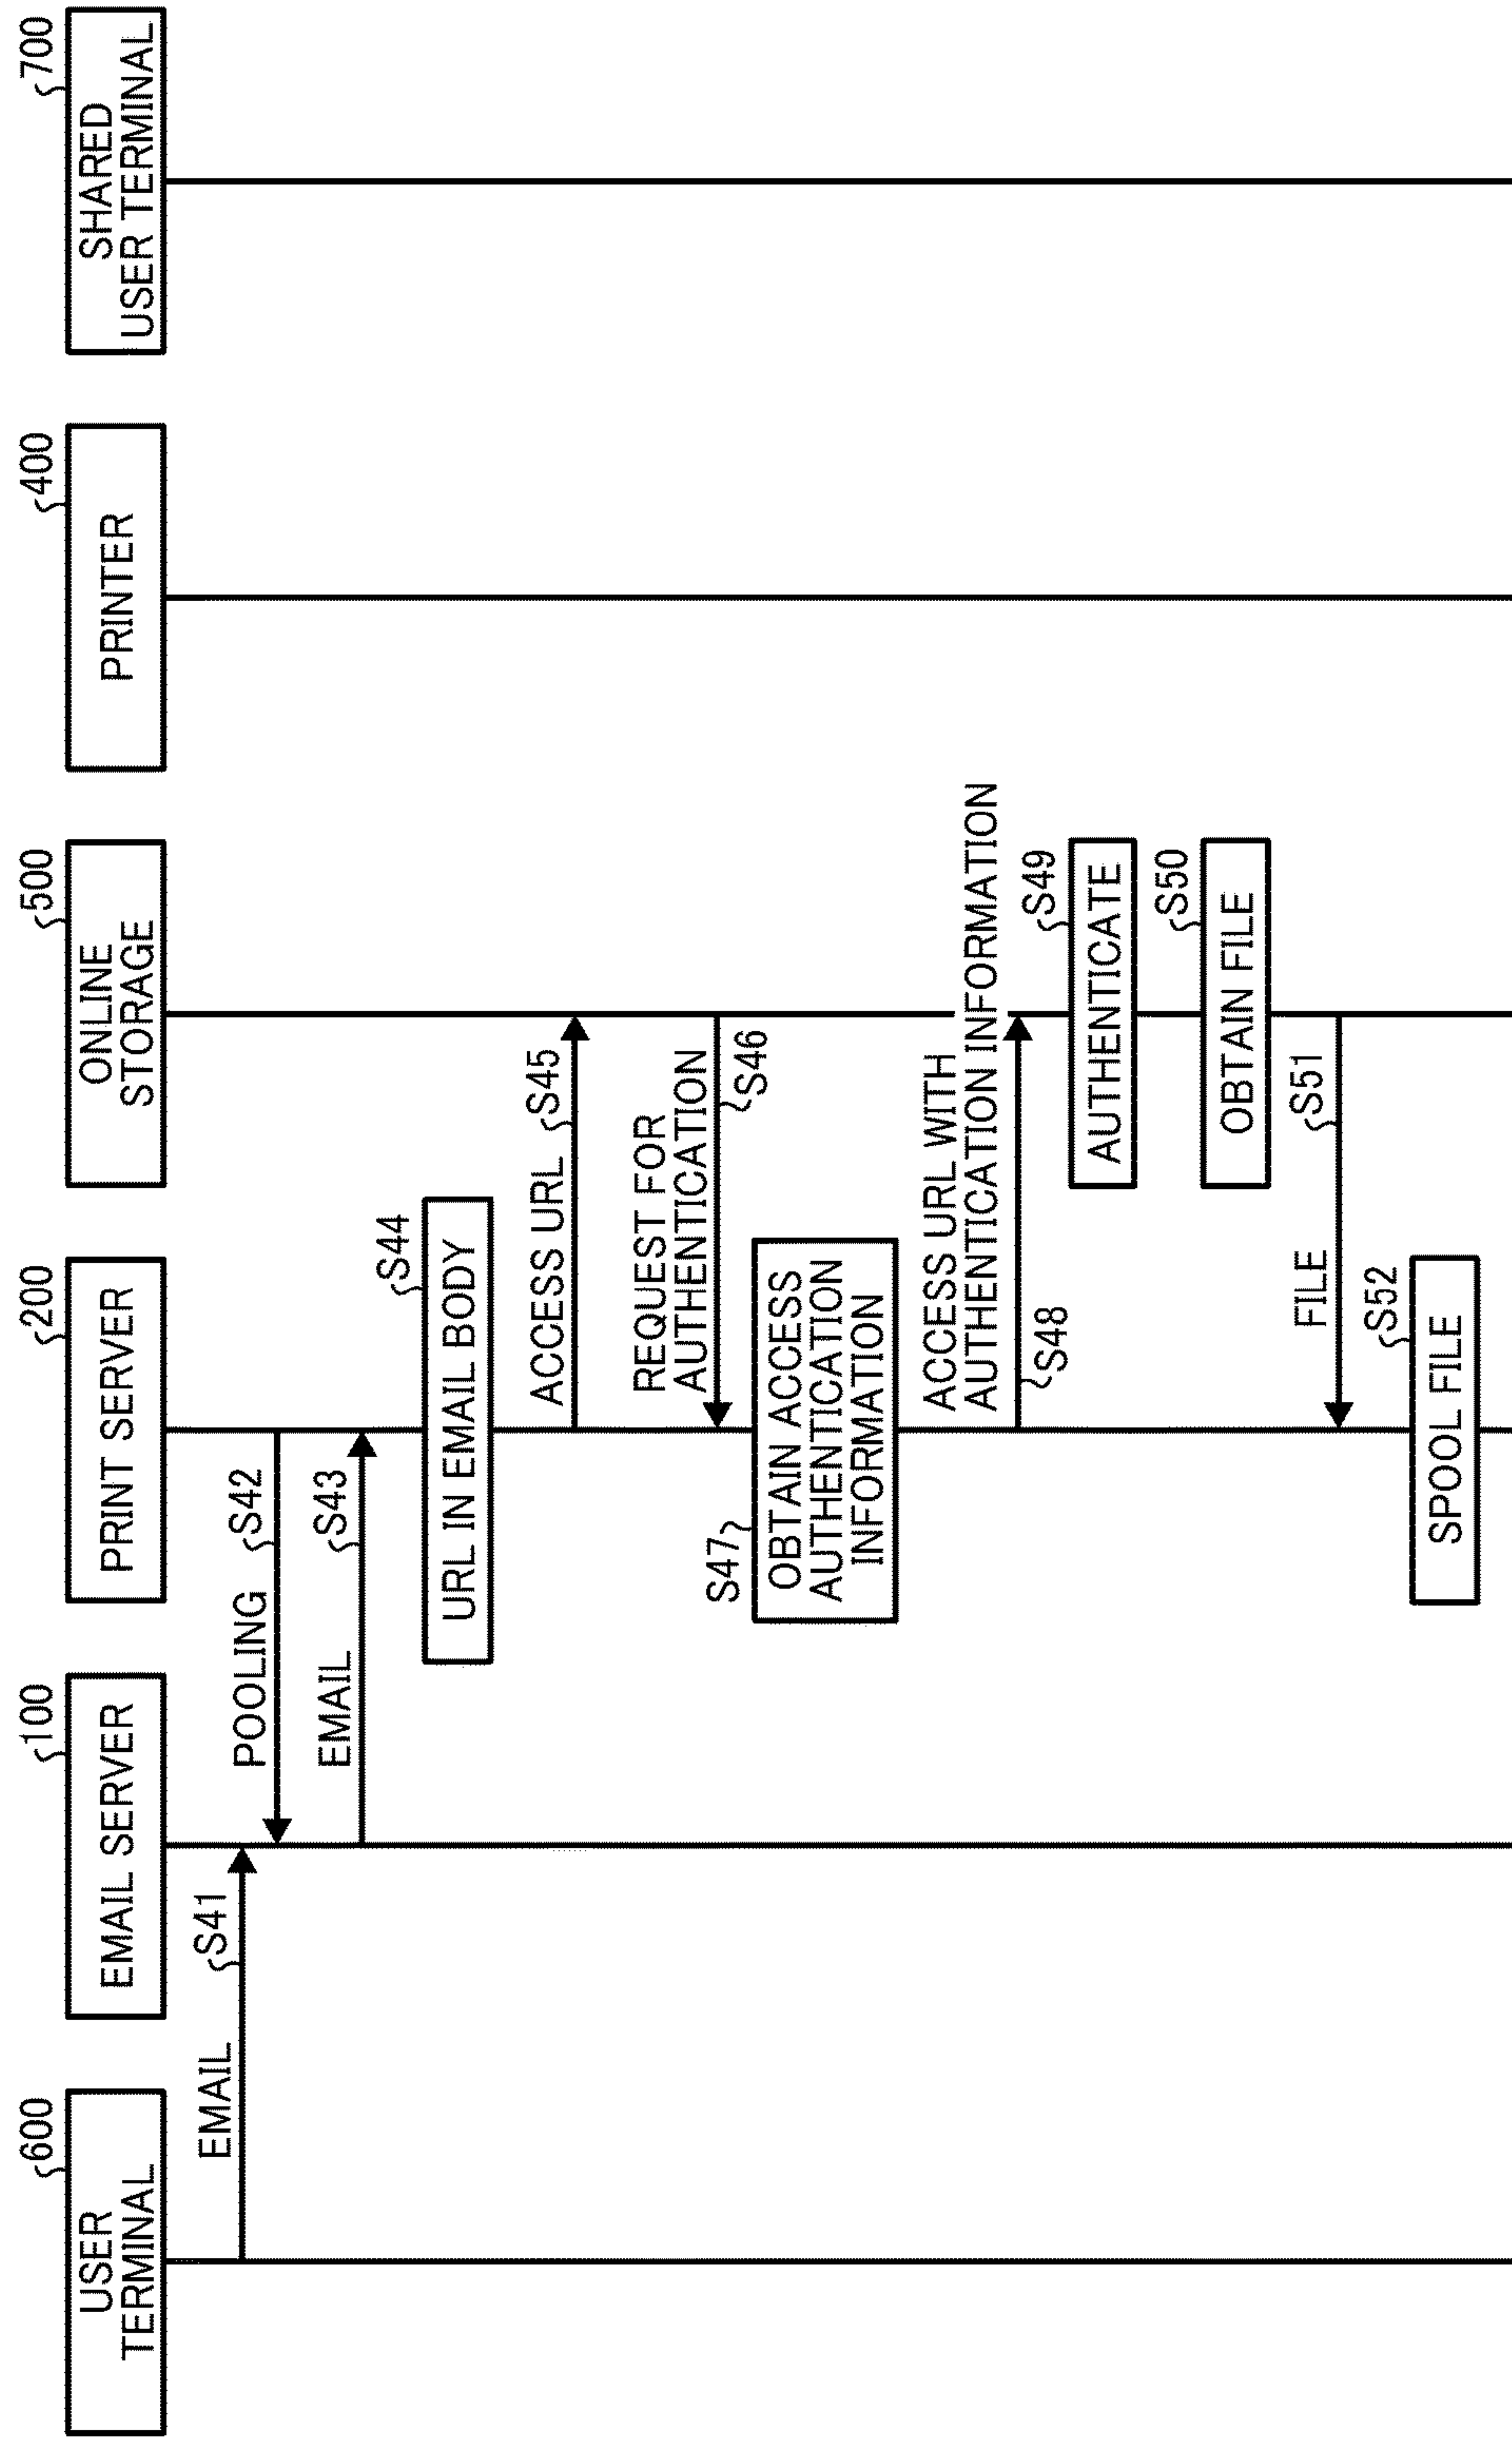 600
USER
TERMINAL
100
EMAIL SERVER
200
PRINT SERVER
500
ONLINE
STORAGE
400
PRINTER
700
SHARED
USER TERMINAL
EMAIL
S41
POOLING
S42
EMAIL
S43
S44
URL IN EMAIL BODY
ACCESS URL
S45
REQUEST FOR
AUTHENTICATION
S46
S47
OBTAIN ACCESS
AUTHENTICATION
INFORMATION
ACCESS URL WITH
AUTHENTICATION INFORMATION
S48
S49
AUTHENTICATE
S50
OBTAIN FILE
FILE
S51
S52
SPOOL FILE